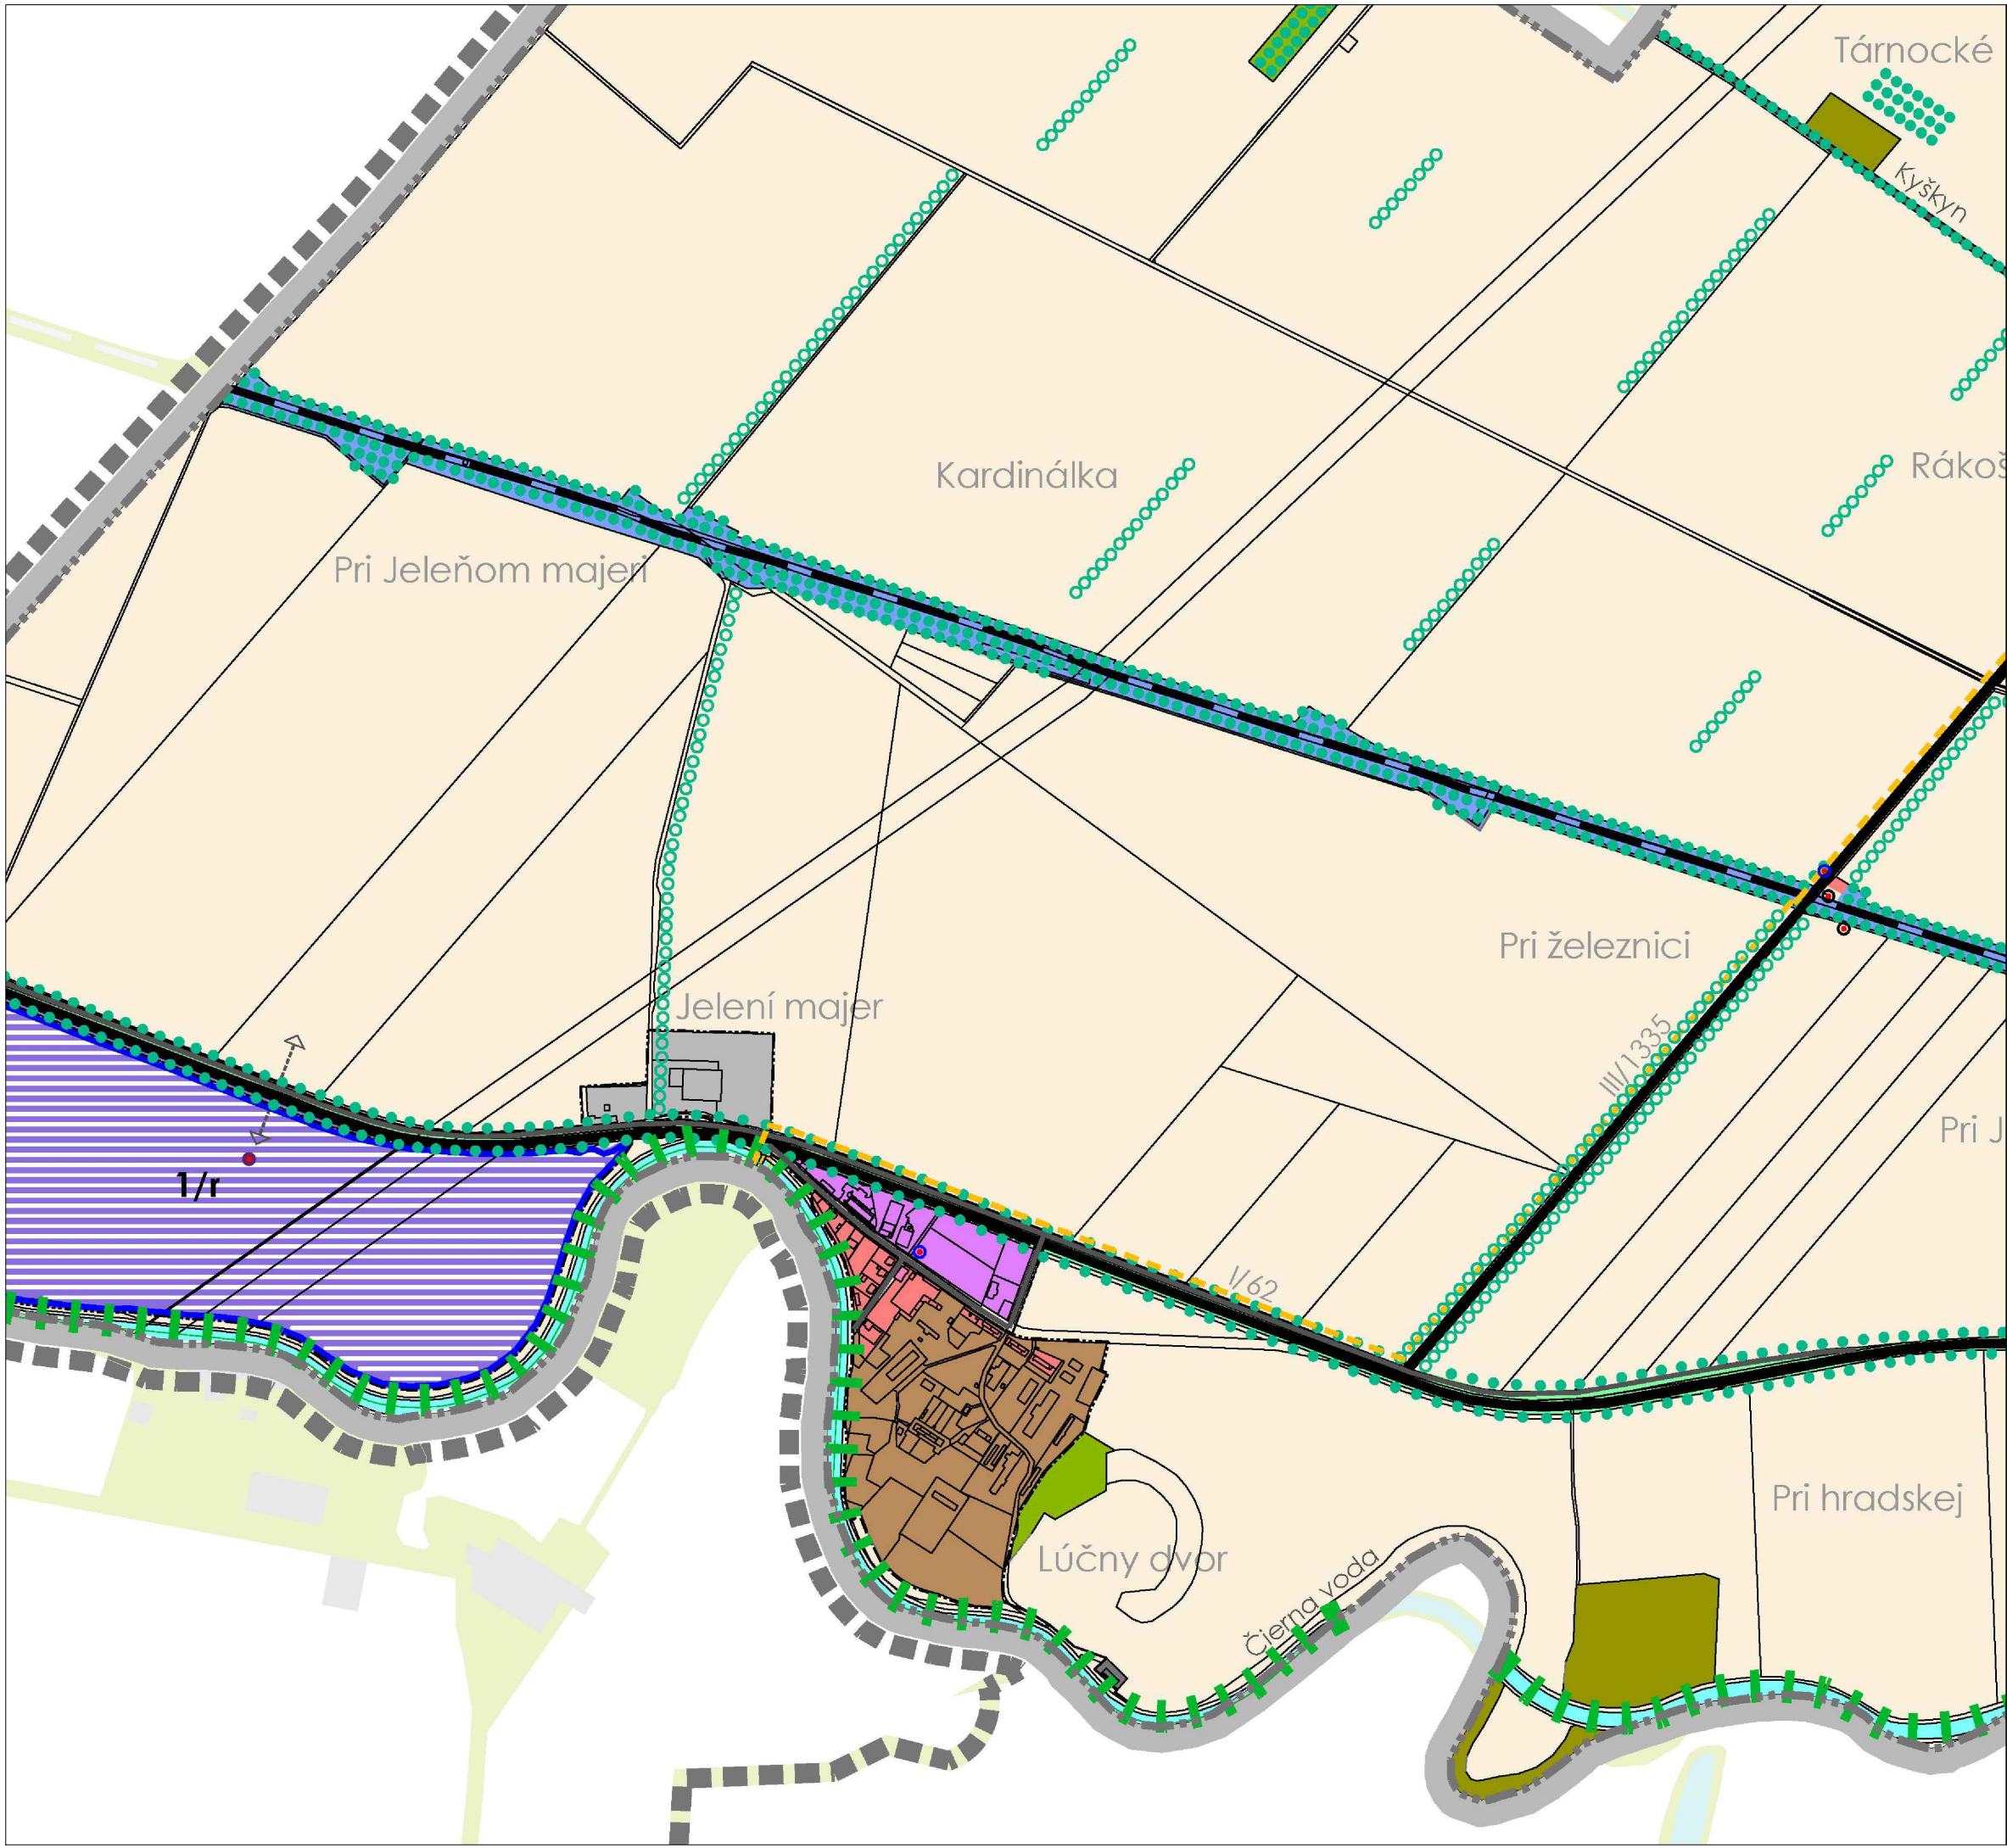 Tárnocké
Kyškyn
Kardinálka
Rákoš
Pri Jeleňom majeri
Pri železnici
Jelení majer
III/1335
Pri J
1/r
I/62
Pri hradskej
Lúčny dvor
Čierna voda